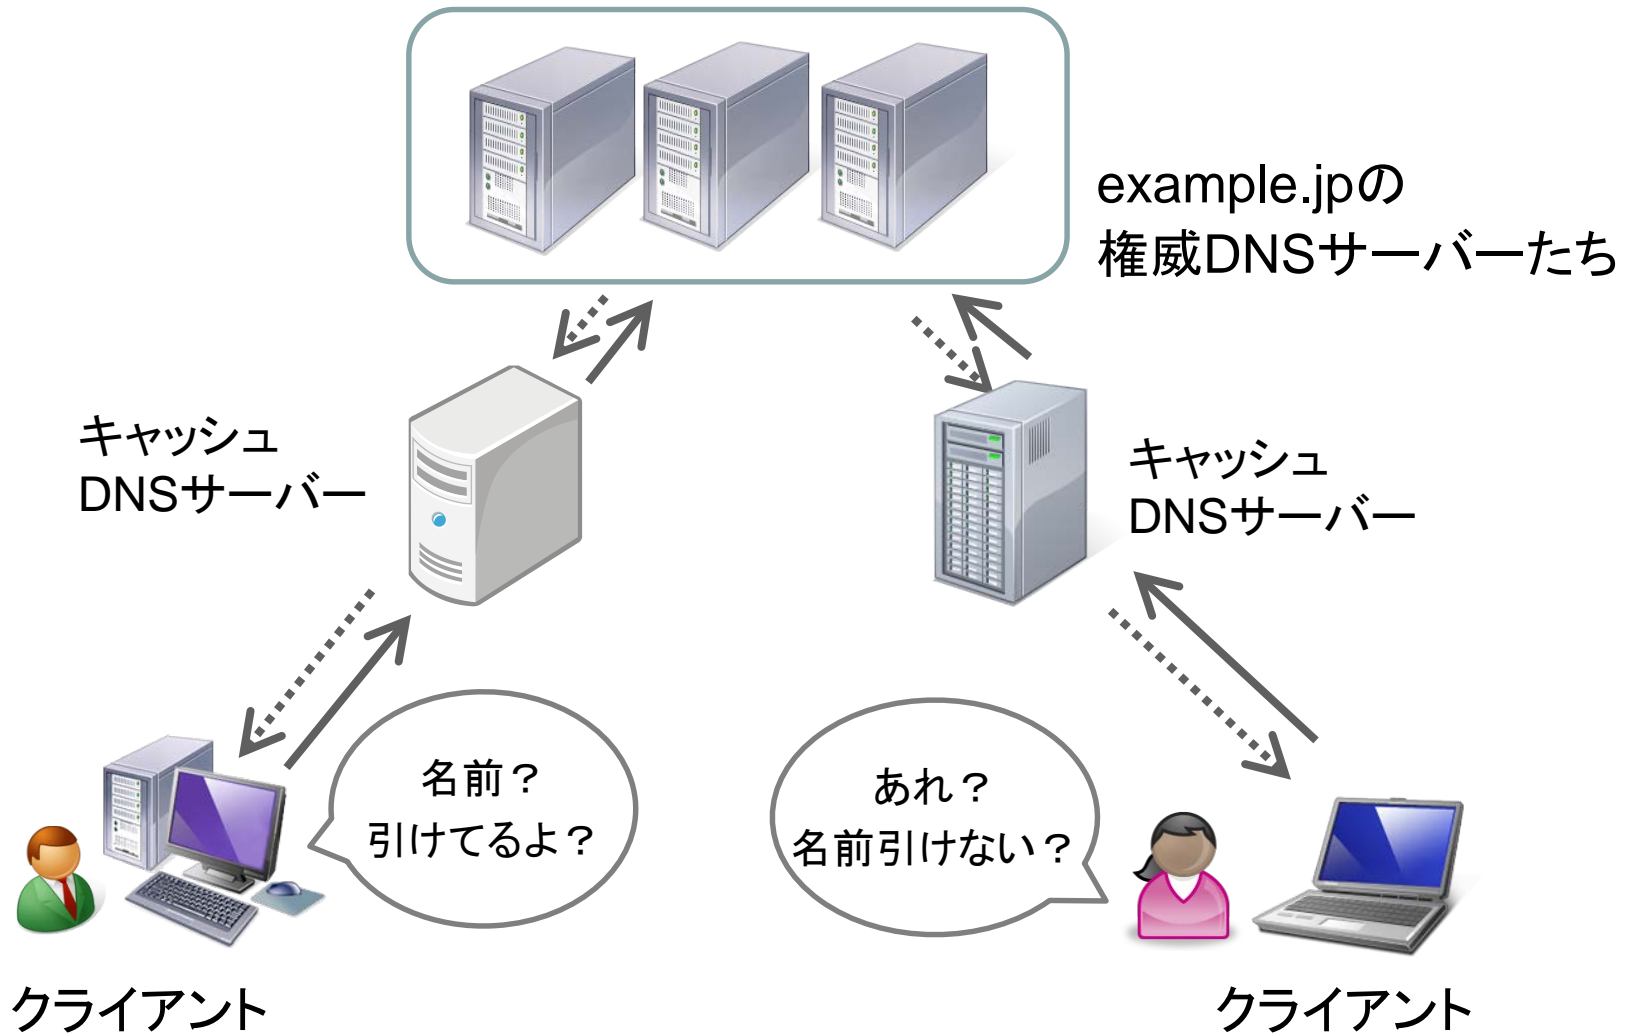 example.jpの
権威DNSサーバーたち
キャッシュ
DNSサーバー
キャッシュ
DNSサーバー
名前？
引けてるよ？
あれ？
名前引けない？
クライアント
クライアント